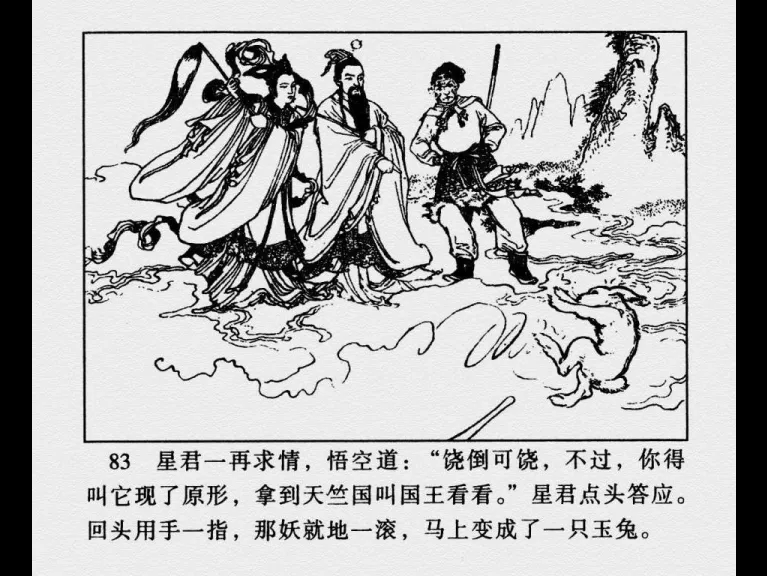 83 星君一再求情，悟空道：“饶倒可饶，不过，你得
叫它现了原形，拿到天竺国叫国王看看。”星君点头答应。
回头用手一指，那妖就地一滚，马上变成了一只玉兔。